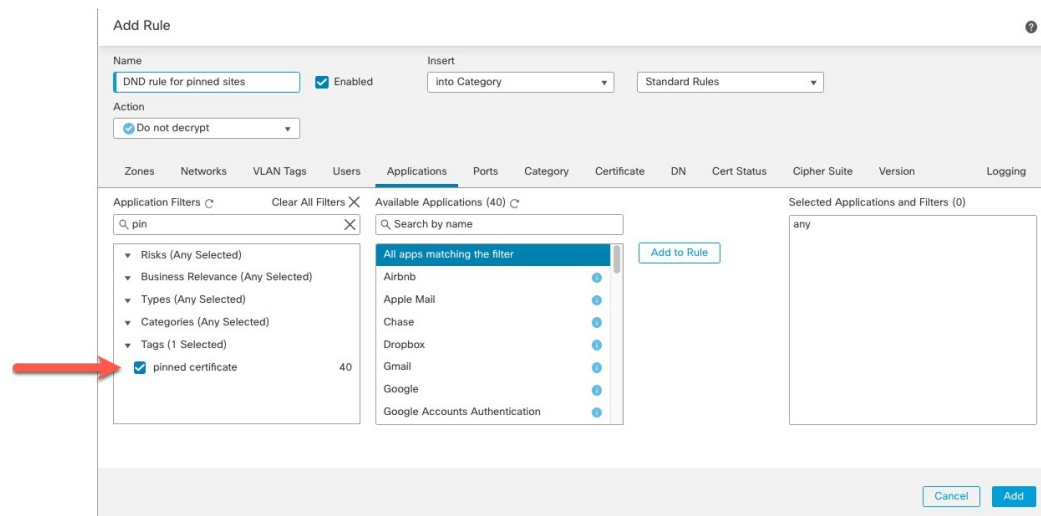 Add Rule
?
Name
Insert
DND rule for pinned sites
Enabled
into Category
Standard Rules
Action
Do not decrypt
Zones Networks VLAN Tags Users Applications Ports Category Certificate DN Cert Status Cipher Suite Version Logging
Application Filters Clear All Filters
pin
Risks (Any Selected)
Business Relevance (Any Selected)
Types (Any Selected)
Categories (Any Selected)
Tags (1 Selected)
pinned certificate 40
Available Applications (40)
Search by name
All apps matching the filter
Airbnb
Apple Mail
Chase
Dropbox
Gmail
Google
Google Accounts Authentication
Add to Rule
Selected Applications and Filters (0)
any
Cancel
Add